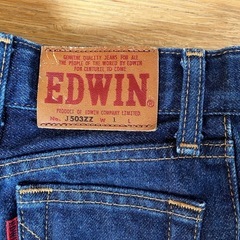 GENUINE QUALITY JEANS FOR ALL
THE PEOPLE OF THE WORLD BY EDWIN
FOR CENTURIES TO COME
EDWIN®
PRODUCT OF EDWIN COMPANY LIMITED
No. J503ZZ W 1 L